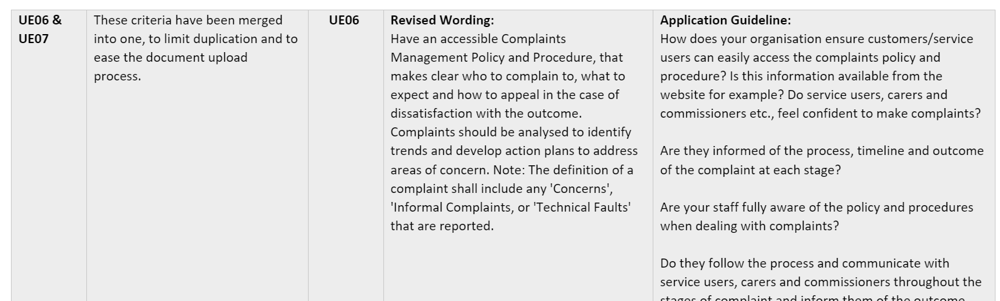 UE06 &
UE07
These criteria have been merged
into one, to limit duplication and to
ease the document upload
process.
UE06
Revised Wording:
Have an accessible Complaints
Management Policy and Procedure, that
makes clear who to complain to, what to
expect and how to appeal in the case of
dissatisfaction with the outcome.
Complaints should be analysed to identify
trends and develop action plans to address
areas of concern. Note: The definition of a
complaint shall include any 'Concerns',
'Informal Complaints, or 'Technical Faults'
that are reported.
Application Guideline:
How does your organisation ensure customers/service
users can easily access the complaints policy and
procedure? Is this information available from the
website for example? Do service users, carers and
commissioners etc., feel confident to make complaints?
Are they informed of the process, timeline and outcome
of the complaint at each stage?
Are your staff fully aware of the policy and procedures
when dealing with complaints?
Do they follow the process and communicate with
service users, carers and commissioners throughout the
stages of complaint and inform them of the outcome